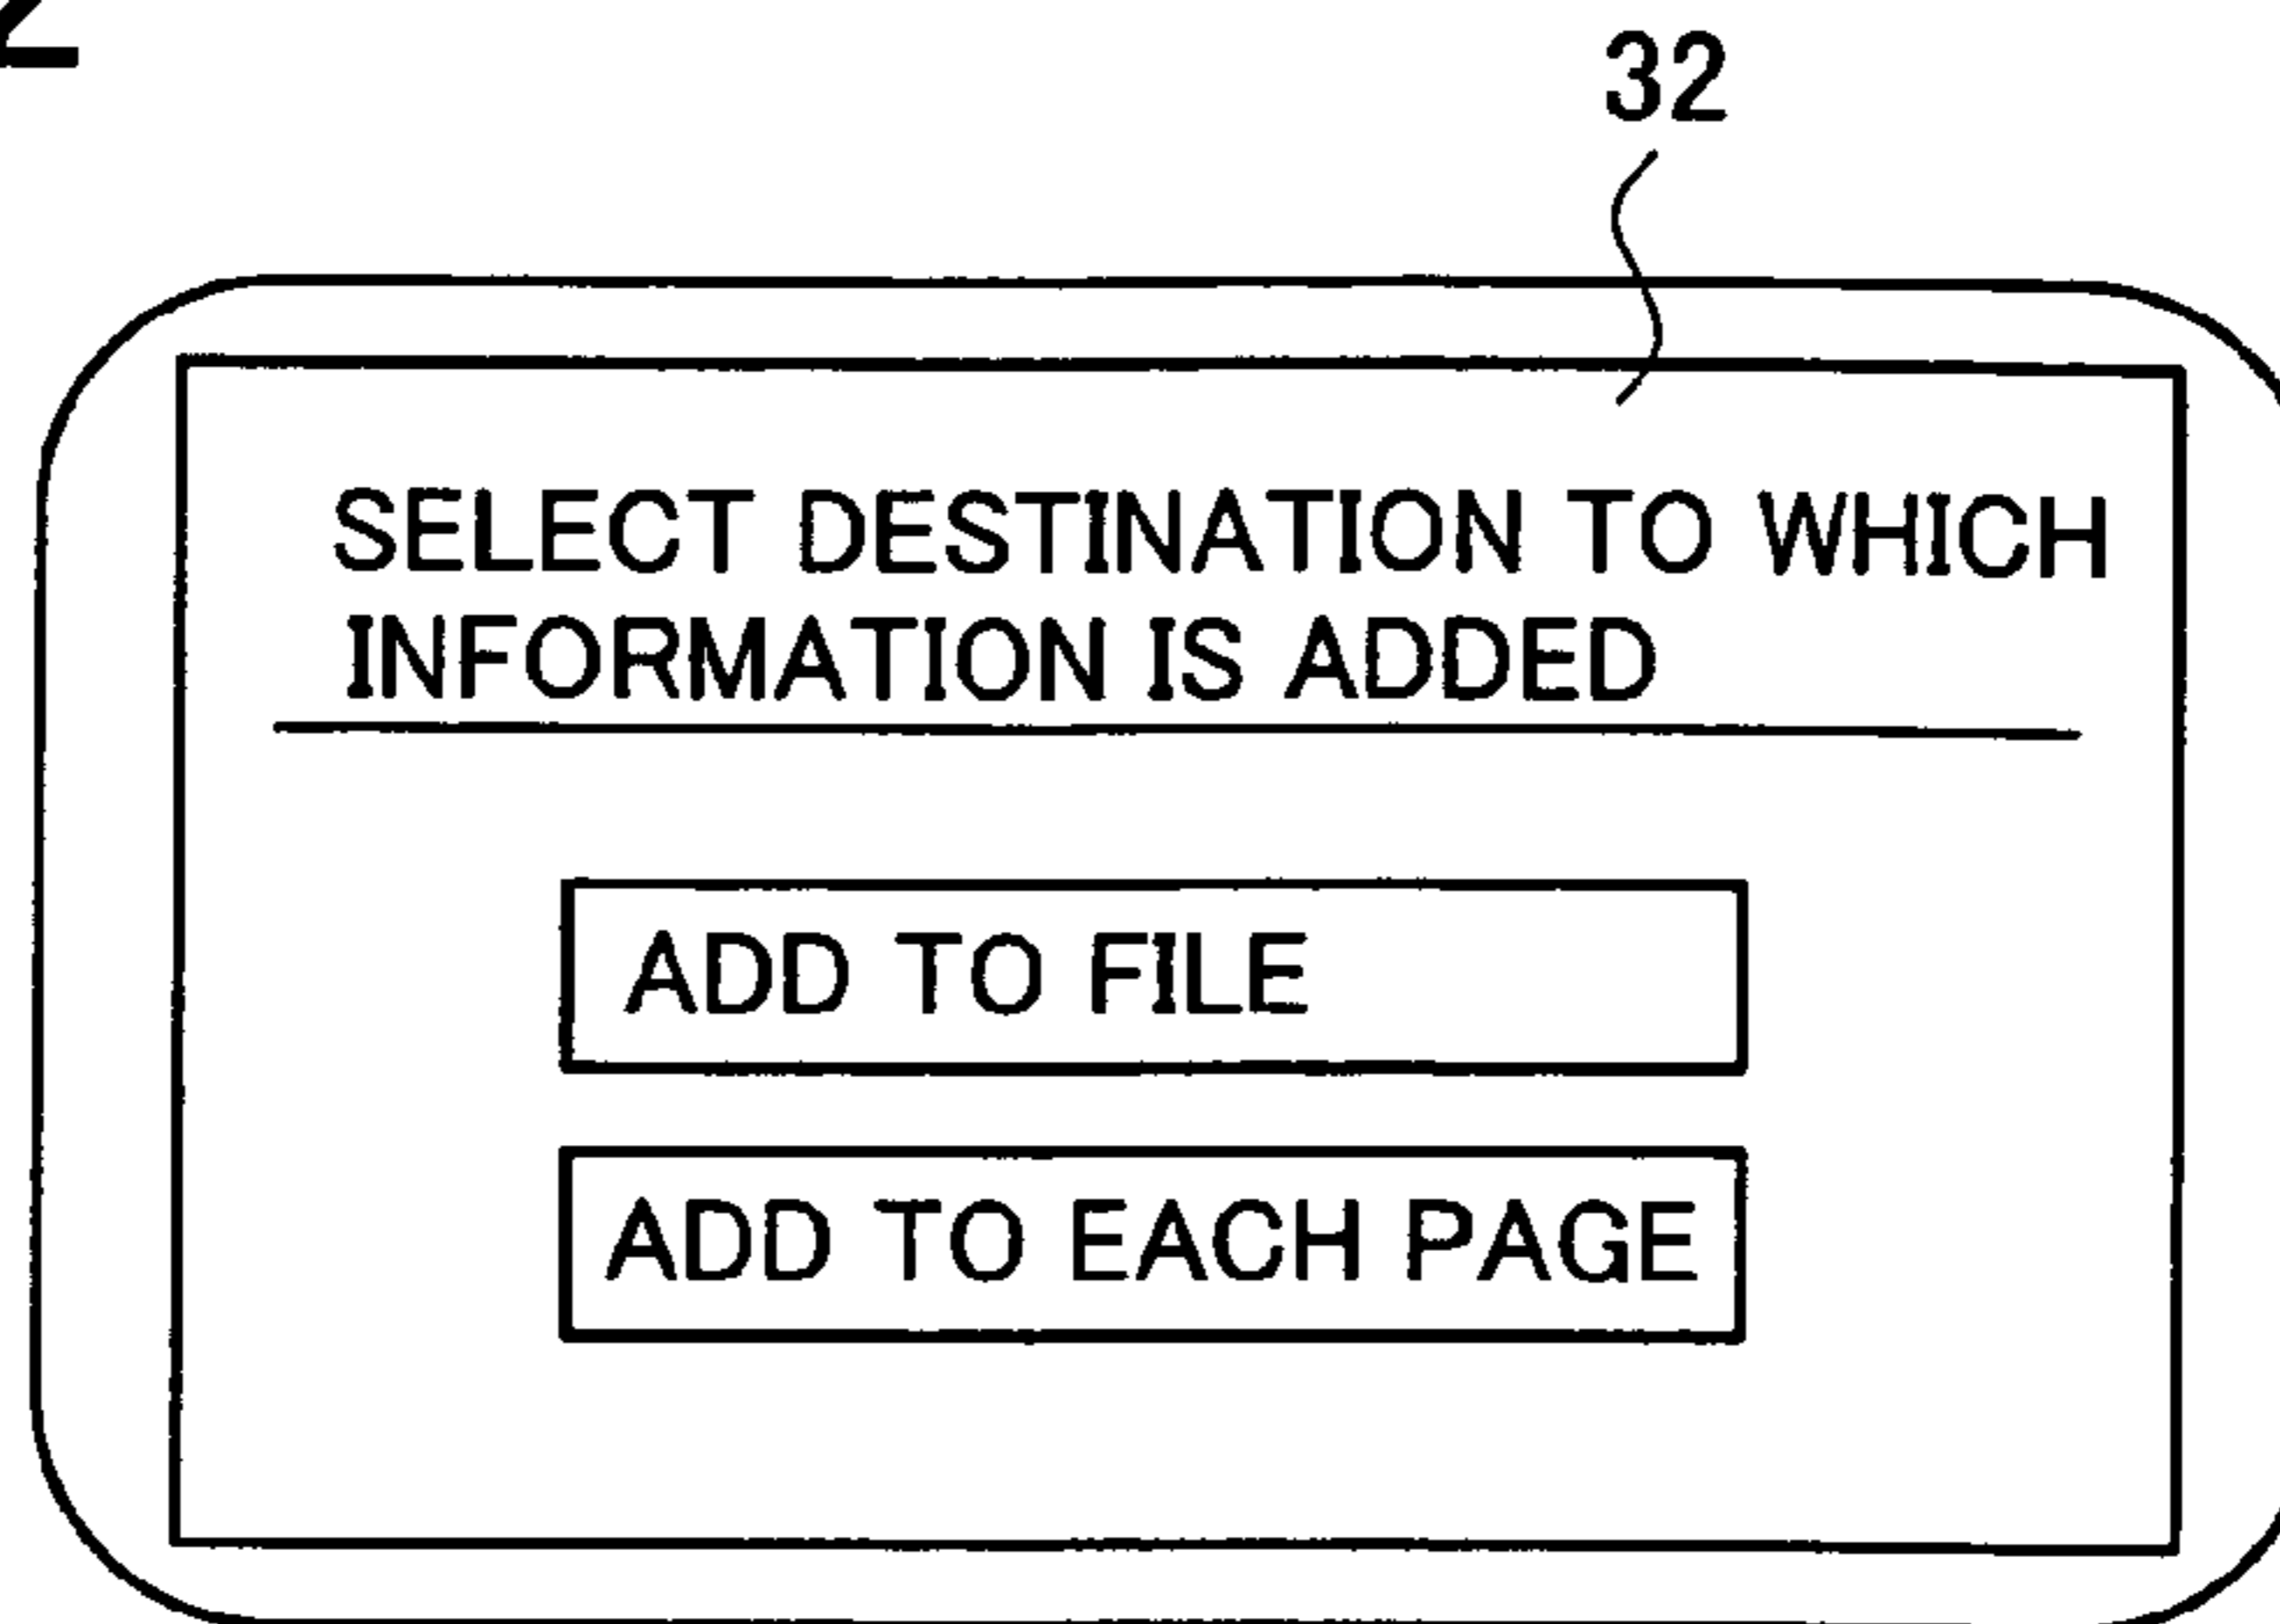 32
SELECT DESTINATION TO WHICH
INFORMATION IS ADDED
ADD TO FILE
ADD TO EACH PAGE